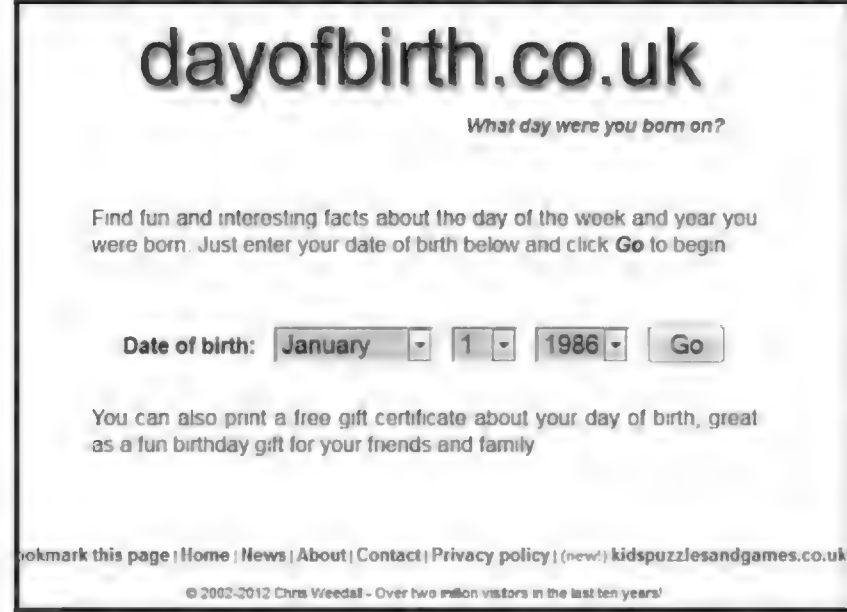 dayofbirth.co.uk
What day were you born on?
Find fun and interesting facts about the day of the week and year you
were born. Just enter your date of birth below and click Go to begin
Date of birth: January 1 1986 Go
You can also print a free gift certificate about your day of birth, great
as a fun birthday gift for your friends and family
ookmark this page | Home | News | About | Contact | Privacy policy | (new!) kidspuzzlesandgames.co.uk
© 2002-2012 Chris Weedall - Over two million visitors in the last ten years!